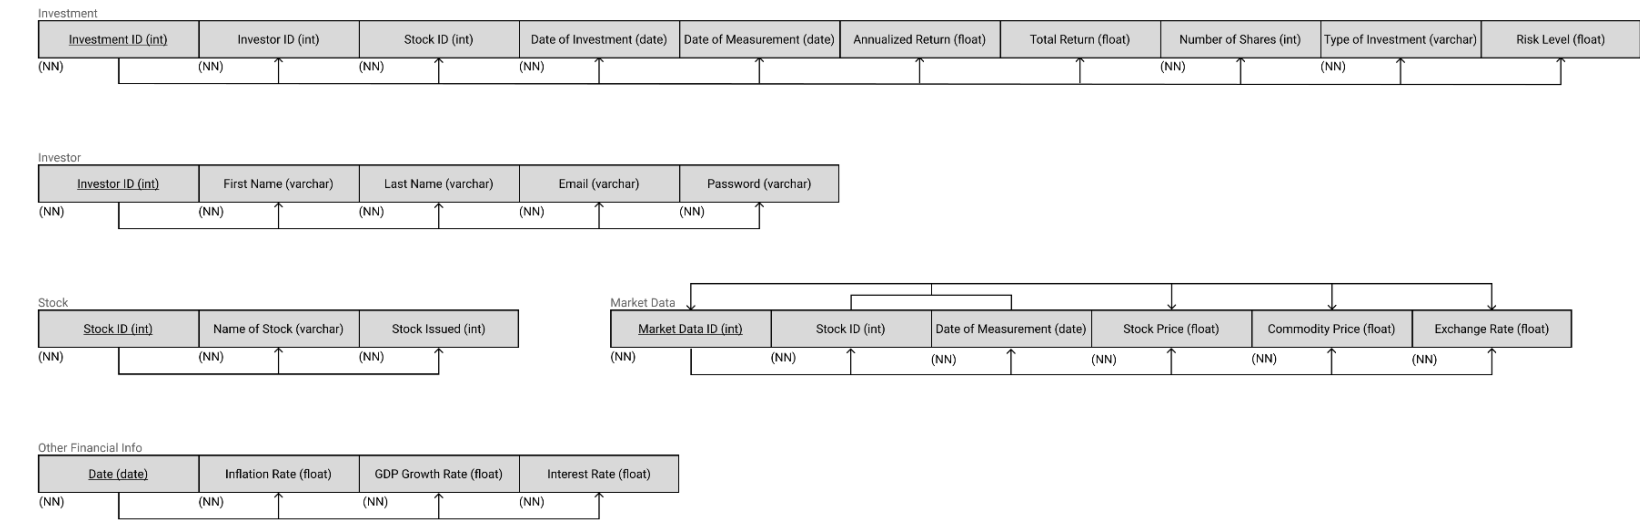 Investment
Investment ID (int) Investor ID (int) Stock ID (int) Date of Investment (date) Date of Measurement (date) Annualized Return (float) Total Return (float) Number of Shares (int) Type of Investment (varchar) Risk Level (float)
(NN) (NN) (NN) (NN) (NN) (NN)
Investor
Investor ID (int) First Name (varchar) Last Name (varchar) Email (varchar) Password (varchar)
(NN) (NN) (NN) (NN) (NN)
Stock
Stock ID (int) Name of Stock (varchar) Stock Issued (int)
(NN) (NN) (NN)
Market Data
Market Data ID (int) Stock ID (int) Date of Measurement (date) Stock Price (float) Commodity Price (float) Exchange Rate (float)
(NN) (NN) (NN) (NN) (NN) (NN)
Other Financial Info
Date (date) Inflation Rate (float) GDP Growth Rate (float) Interest Rate (float)
(NN) (NN) (NN) (NN)